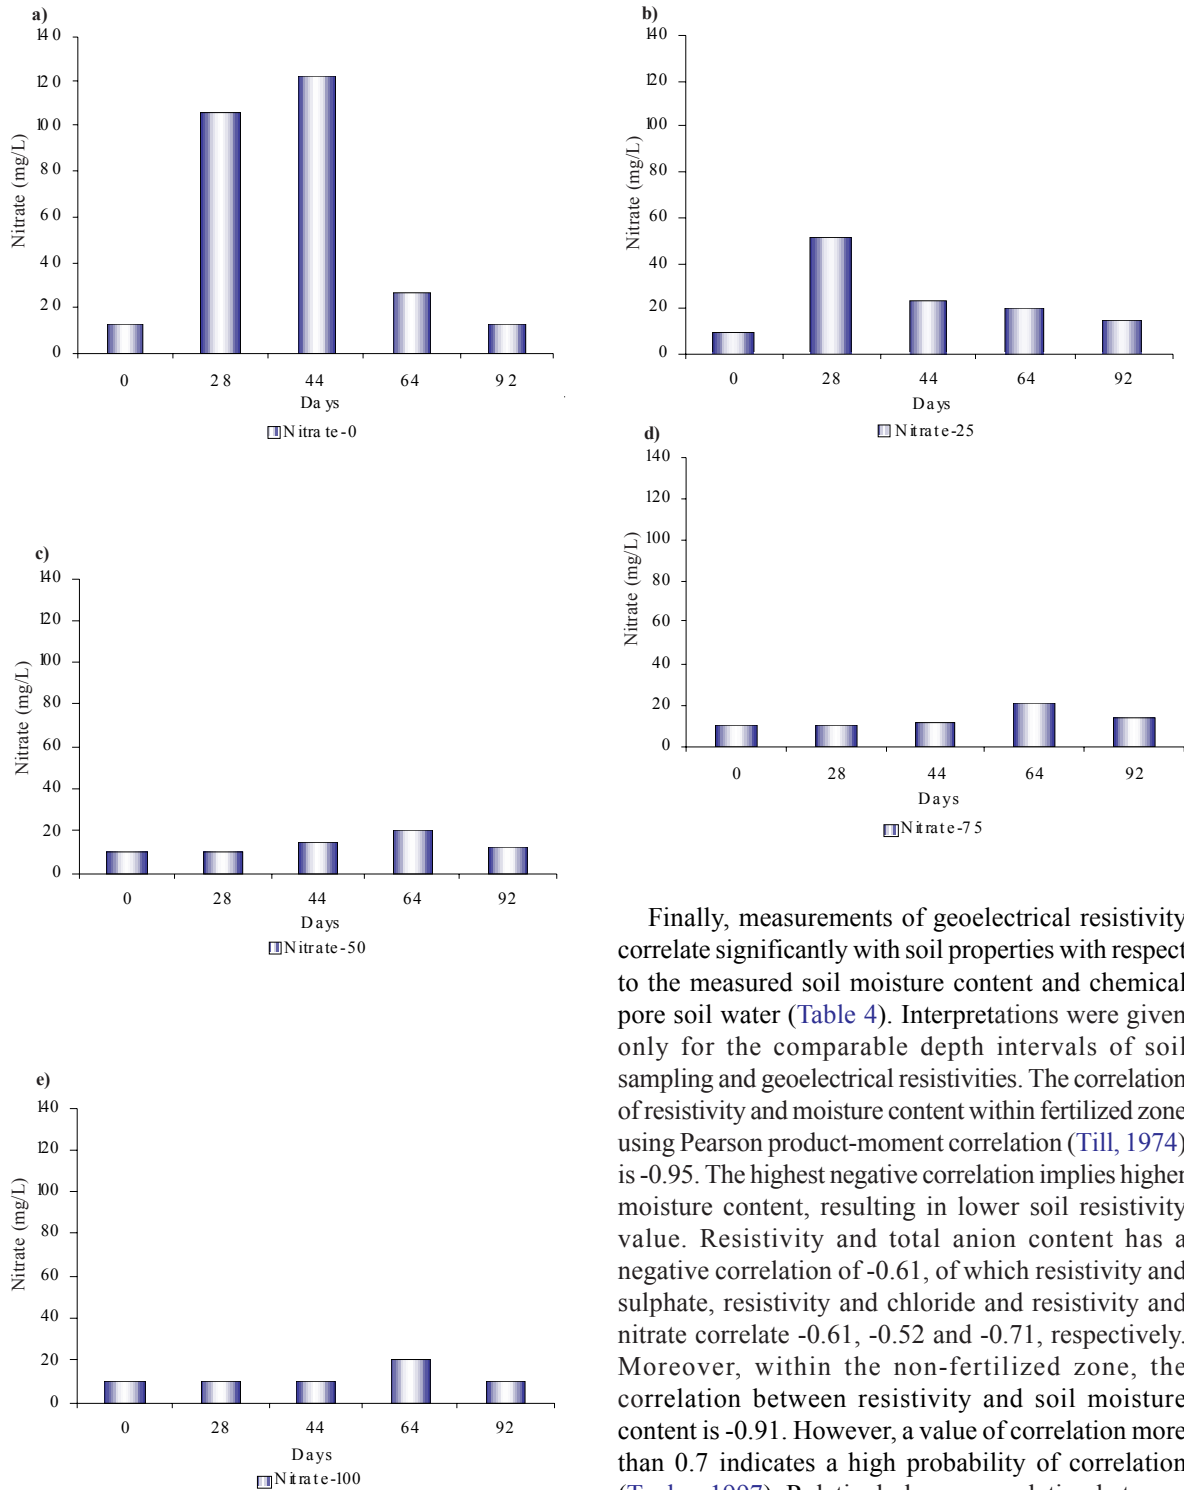 a)
140
120
100
80
60
40
20
0
Nitrate (mg/L)
0 28 44 64 92
Days
Nitrate-0
b)
140
120
100
80
60
40
20
0
Nitrate (mg/L)
0 28 44 64 92
Days
Nitrate-25
c)
140
120
100
80
60
40
20
0
Nitrate (mg/L)
0 28 44 64 92
Days
Nitrate-50
d)
140
120
100
80
60
40
20
0
Nitrate (mg/L)
0 28 44 64 92
Days
Nitrate-75
e)
140
120
100
80
60
40
20
0
Nitrate (mg/L)
0 28 44 64 92
Days
Nitrate-100
Finally, measurements of geoelectrical resistivity
correlate significantly with soil properties with respect
to the measured soil moisture content and chemical
pore soil water (Table 4). Interpretations were given
only for the comparable depth intervals of soil
sampling and geoelectrical resistivities. The correlation
of resistivity and moisture content within fertilized zone
using Pearson product-moment correlation (Till, 1974)
is -0.95. The highest negative correlation implies higher
moisture content, resulting in lower soil resistivity
value. Resistivity and total anion content has a
negative correlation of -0.61, of which resistivity and
sulphate, resistivity and chloride and resistivity and
nitrate correlate -0.61, -0.52 and -0.71, respectively.
Moreover, within the non-fertilized zone, the
correlation between resistivity and soil moisture
content is -0.91. However, a value of correlation more
than 0.7 indicates a high probability of correlation